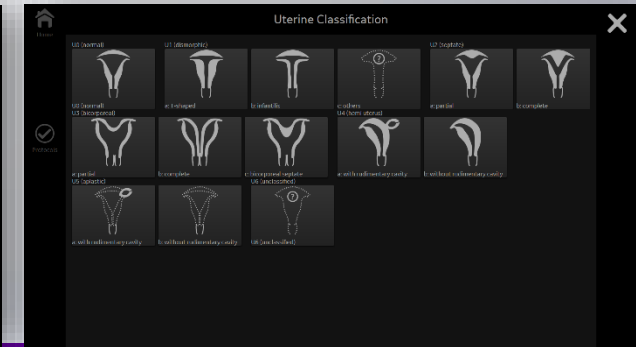 Uterine Classification
Home
U0 (normal)
U1 (dismorphic)
U2 (septate)
U0 (normal)
a: t-shaped
b: infantilis
c: others
a: partial
b: complete
U3 (bicorporeal)
U4 (hemi uterus)
a: partial
b: complete
c: bicorporeal septate
a: with rudimentary cavity
b: without rudimentary cavity
Protocols
U5 (aplastic)
U6 (unclassified)
a: with rudimentary cavity
b: without rudimentary cavity
U6 (unclassified)